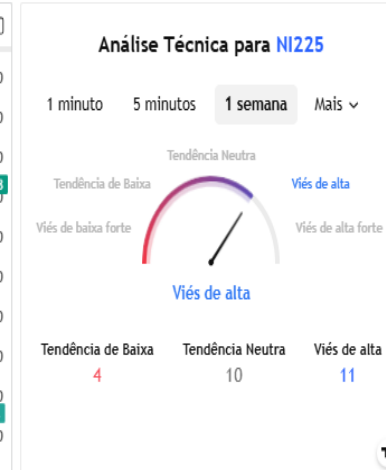 Análise Técnica para NI225
1 minuto 5 minutos 1 semana Mais
Tendência Neutra
Tendência de Baixa Viés de alta
Viés de baixa forte Viés de alta forte
Viés de alta
Tendência de Baixa Tendência Neutra Viés de alta
4 10 11